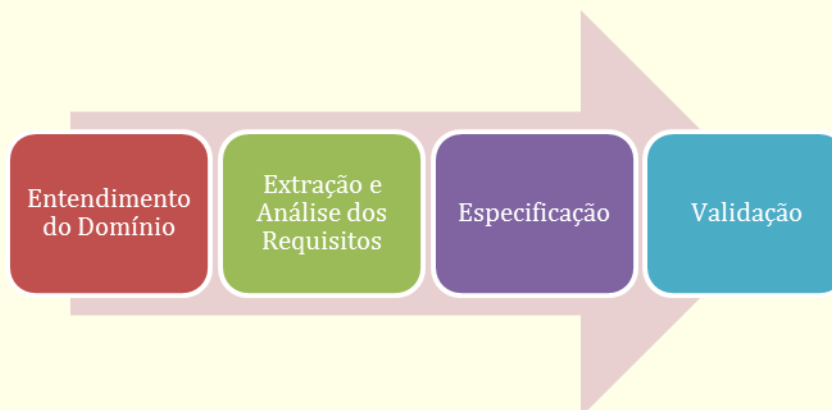 Entendimento
do Domínio
Extração e
Análise dos
Requisitos
Especificação
Validação